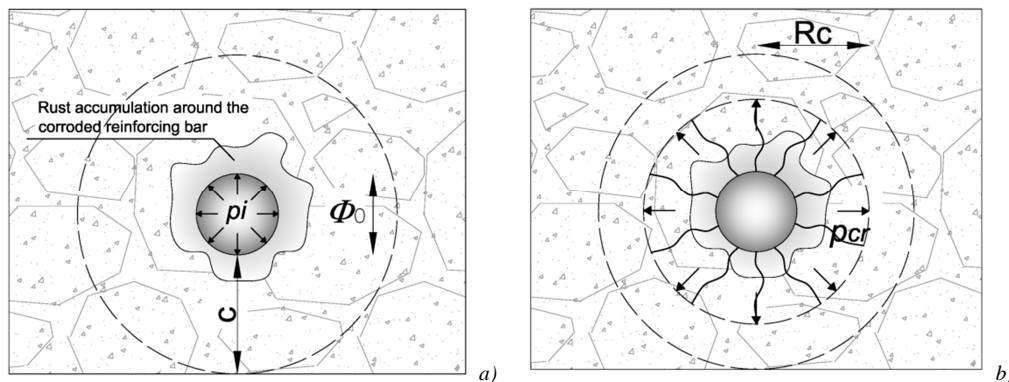 Rust accumulation around the
corroded reinforcing bar
pi
Φ0
c
a)
Rc
pcr
b)